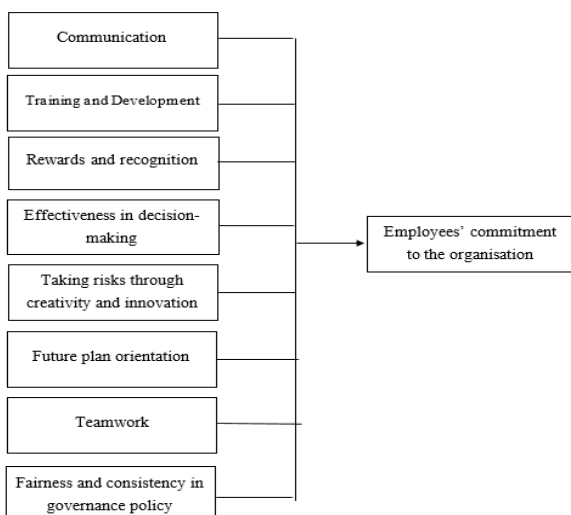 Communication
Training and Development
Rewards and recognition
Effectiveness in decision-
making
Taking risks through
creativity and innovation
Future plan orientation
Teamwork
Fairness and consistency in
governance policy
Employees’ commitment
to the organisation